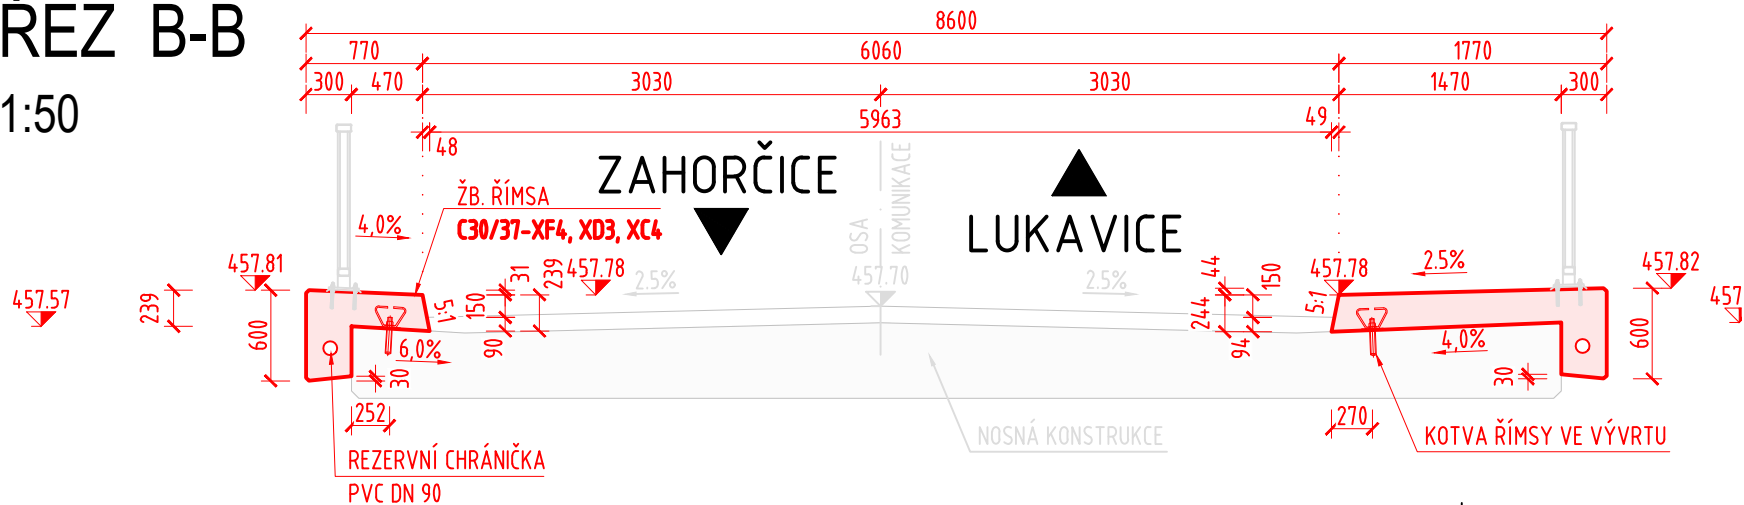 ŘEZ B-B
1:50
8600
770 6060 1770
300 470 3030 3030 1470 300
5963
48 49
ZAHORČICE
LUKAVICE
OSA
KOMUNIKACE
457.70
ŽB. ŘÍMSA
C30/37-XF4, XD3, XC4
4,0%
457.81
457.57
239
600
5:1
150
90
31
239
457.78
2.5%
2.5%
44
244
150
94
457.78
5:1
2.5%
457.82
457
600
6,0%
4,0%
30
30
252
270
NOSNÁ KONSTRUKCE
KOTVA ŘÍMSY VE VÝVRTU
REZERVNÍ CHRÁNIČKA
PVC DN 90